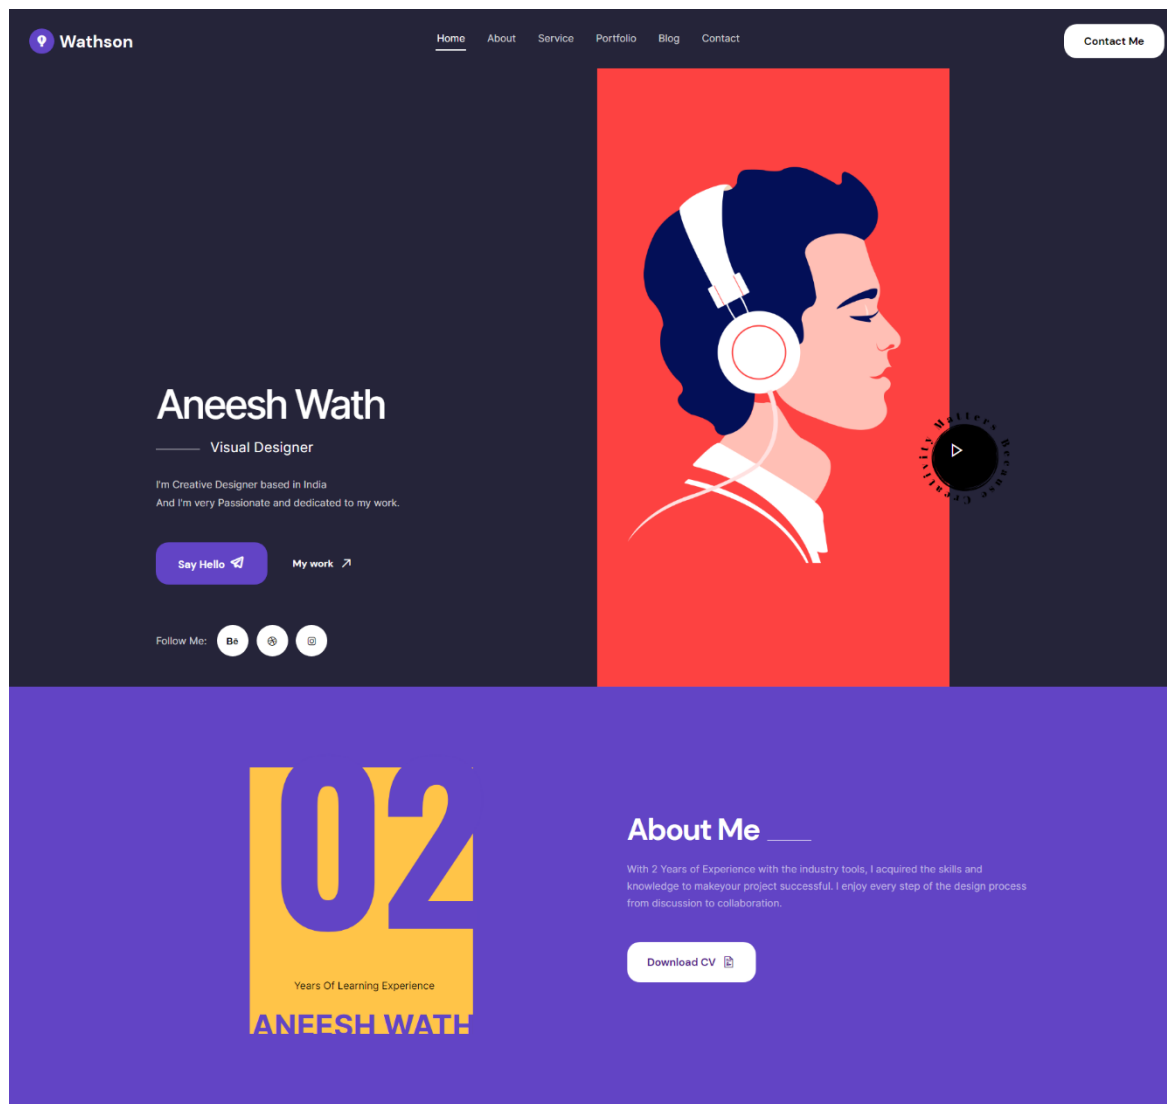 Wathson
Home About Service Portfolio Blog Contact
Contact Me
Aneesh Wath
Visual Designer
I'm Creative Designer based in India
And I'm very Passionate and dedicated to my work.
Say Hello
My work
Follow Me:
Bē
Because Creativity Matters
02
Years Of Learning Experience
ANEESH WATH
About Me
With 2 Years of Experience with the industry tools, I acquired the skills and
knowledge to makeyour project successful. I enjoy every step of the design process
from discussion to collaboration.
Download CV